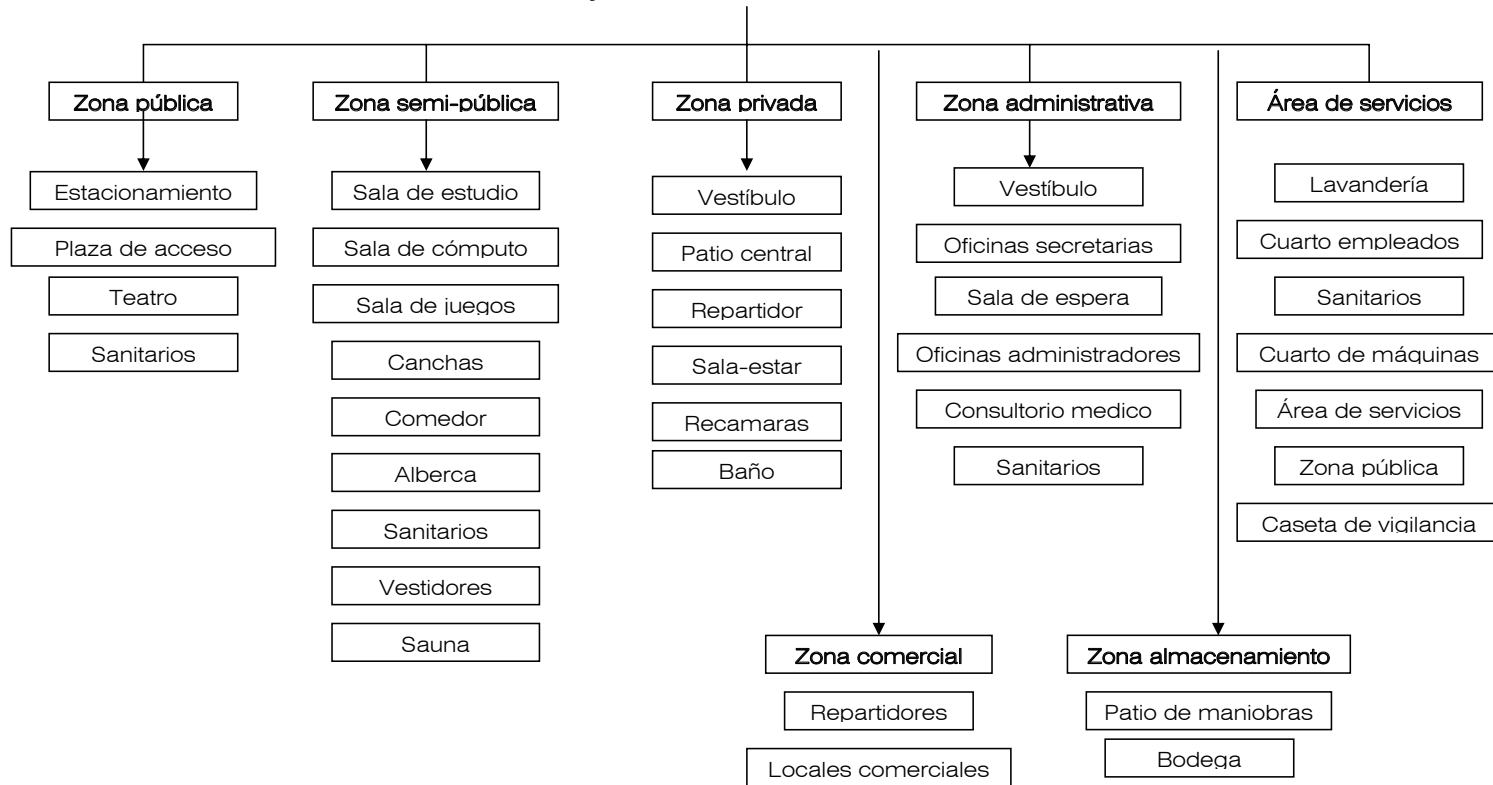 Zona pública
Estacionamiento
Plaza de acceso
Teatro
Sanitarios
Zona semi-pública
Sala de estudio
Sala de cómputo
Sala de juegos
Canchas
Comedor
Alberca
Sanitarios
Vestidores
Sauna
Zona privada
Vestíbulo
Patio central
Repartidor
Sala-estar
Recamaras
Baño
Zona administrativa
Vestíbulo
Oficinas secretarias
Sala de espera
Oficinas administradores
Consultorio medico
Sanitarios
Área de servicios
Lavandería
Cuarto empleados
Sanitarios
Cuarto de máquinas
Área de servicios
Zona pública
Caseta de vigilancia
Zona comercial
Repartidores
Locales comerciales
Zona almacenamiento
Patio de maniobras
Bodega